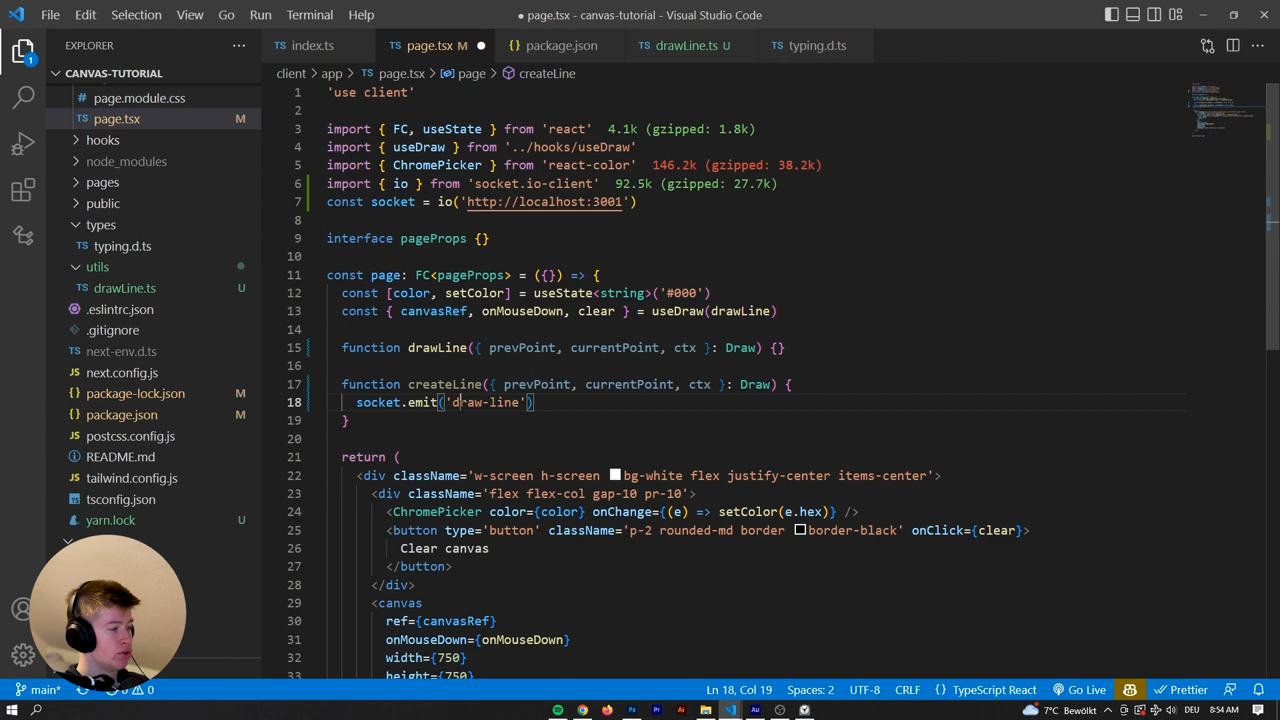 File Edit Selection View Go Run Terminal Help
● page.tsx - canvas-tutorial - Visual Studio Code
EXPLORER
CANVAS-TUTORIAL
# page.module.css
TS page.tsx M
hooks
node_modules
pages
public
types
TS typing.d.ts
utils
TS drawLine.ts U
.eslintrc.json
.gitignore
TS next-env.d.ts
next.config.js
package-lock.json M
package.json M
postcss.config.js
README.md
tailwind.config.js
tsconfig.json
yarn.lock U
1
TS index.ts
TS page.tsx M ●
{} package.json
TS drawLine.ts U
TS typing.d.ts
client > app > TS page.tsx > page > createLine
1 'use client'
2
3 import { FC, useState } from 'react' 4.1k (gzipped: 1.8k)
4 import { useDraw } from '../hooks/useDraw'
5 import { ChromePicker } from 'react-color' 146.2k (gzipped: 38.2k)
6 import { io } from 'socket.io-client' 92.5k (gzipped: 27.7k)
7 const socket = io('http://localhost:3001')
8
9 interface pageProps {}
10
11 const page: FC<pageProps> = ({}) => {
12 const [color, setColor] = useState<string>('#000')
13 const { canvasRef, onMouseDown, clear } = useDraw(drawLine)
14
15 function drawLine({ prevPoint, currentPoint, ctx }: Draw) {}
16
17 function createLine({ prevPoint, currentPoint, ctx }: Draw) {
18 socket.emit('draw-line')
19 }
20
21 return (
22 <div className='w-screen h-screen bg-white flex justify-center items-center'>
23 <div className='flex flex-col gap-10 pr-10'>
24 <ChromePicker color={color} onChange={(e) => setColor(e.hex)} />
25 <button type='button' className='p-2 rounded-md border border-black' onClick={clear}>
26 Clear canvas
27 </button>
28 </div>
29 <canvas
30 ref={canvasRef}
31 onMouseDown={onMouseDown}
32 width={750}
33 height={750}
main* 0 0 Ln 18, Col 19 Spaces: 2 UTF-8 CRLF {} TypeScript React Go Live Prettier
7°C Bewölkt DEU 8:54 AM